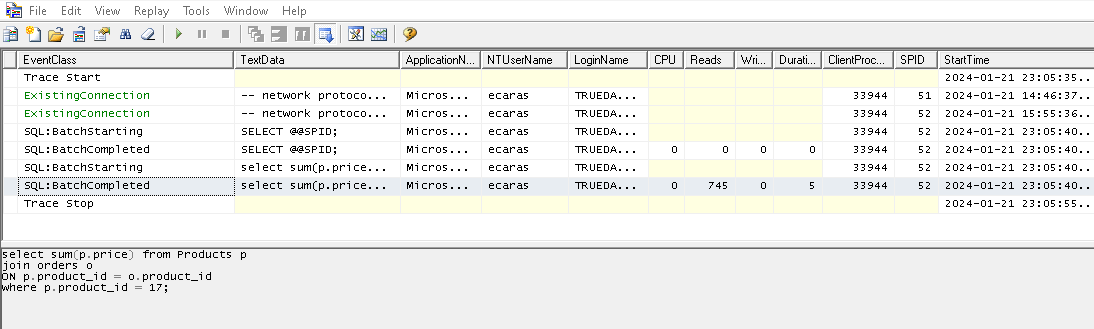 File Edit View Replay Tools Window Help
EventClass TextData ApplicationN... NTUserName LoginName CPU Reads Wri... Durati... ClientProc... SPID StartTime
Trace Start 2024-01-21 23:05:35...
ExistingConnection -- network protoco... Micros... ecaras TRUEDA... 33944 51 2024-01-21 14:46:37...
ExistingConnection -- network protoco... Micros... ecaras TRUEDA... 33944 52 2024-01-21 15:55:36...
SQL:BatchStarting SELECT @@SPID; Micros... ecaras TRUEDA... 33944 52 2024-01-21 23:05:40...
SQL:BatchCompleted SELECT @@SPID; Micros... ecaras TRUEDA... 0 0 0 0 33944 52 2024-01-21 23:05:40...
SQL:BatchStarting select sum(p.price... Micros... ecaras TRUEDA... 33944 52 2024-01-21 23:05:40...
SQL:BatchCompleted select sum(p.price... Micros... ecaras TRUEDA... 0 745 0 5 33944 52 2024-01-21 23:05:40...
Trace Stop 2024-01-21 23:05:55...
select sum(p.price) from Products p
join orders o
ON p.product_id = o.product_id
where p.product_id = 17;